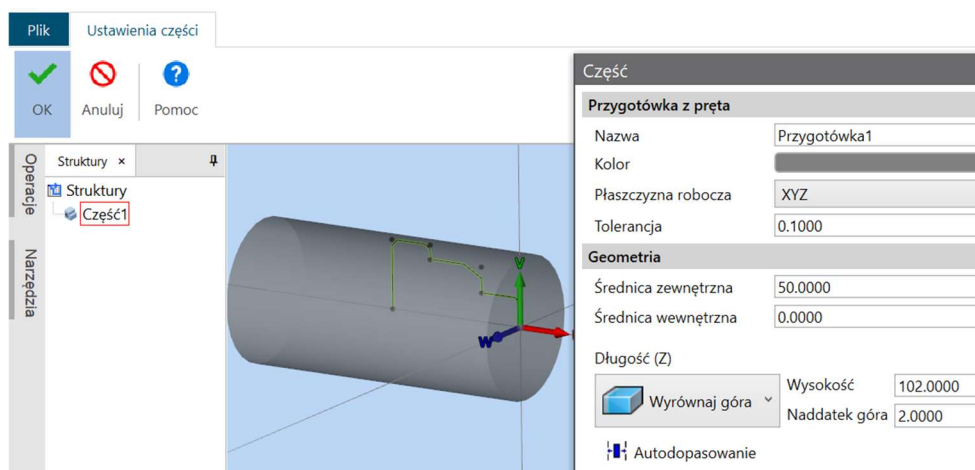 Plik
Ustawienia części
OK
Anuluj
Pomoc
Operacje
Narzędzia
Struktury ×
Struktury
Część1
V
W
Część
Przygotówka z pręta
Nazwa Przygotówka1
Kolor
Płaszczyzna robocza XYZ
Tolerancja 0.1000
Geometria
Średnica zewnętrzna 50.0000
Średnica wewnętrzna 0.0000
Długość (Z)
Wyrównaj góra
Wysokość 102.0000
Naddatek góra 2.0000
Autodopasowanie